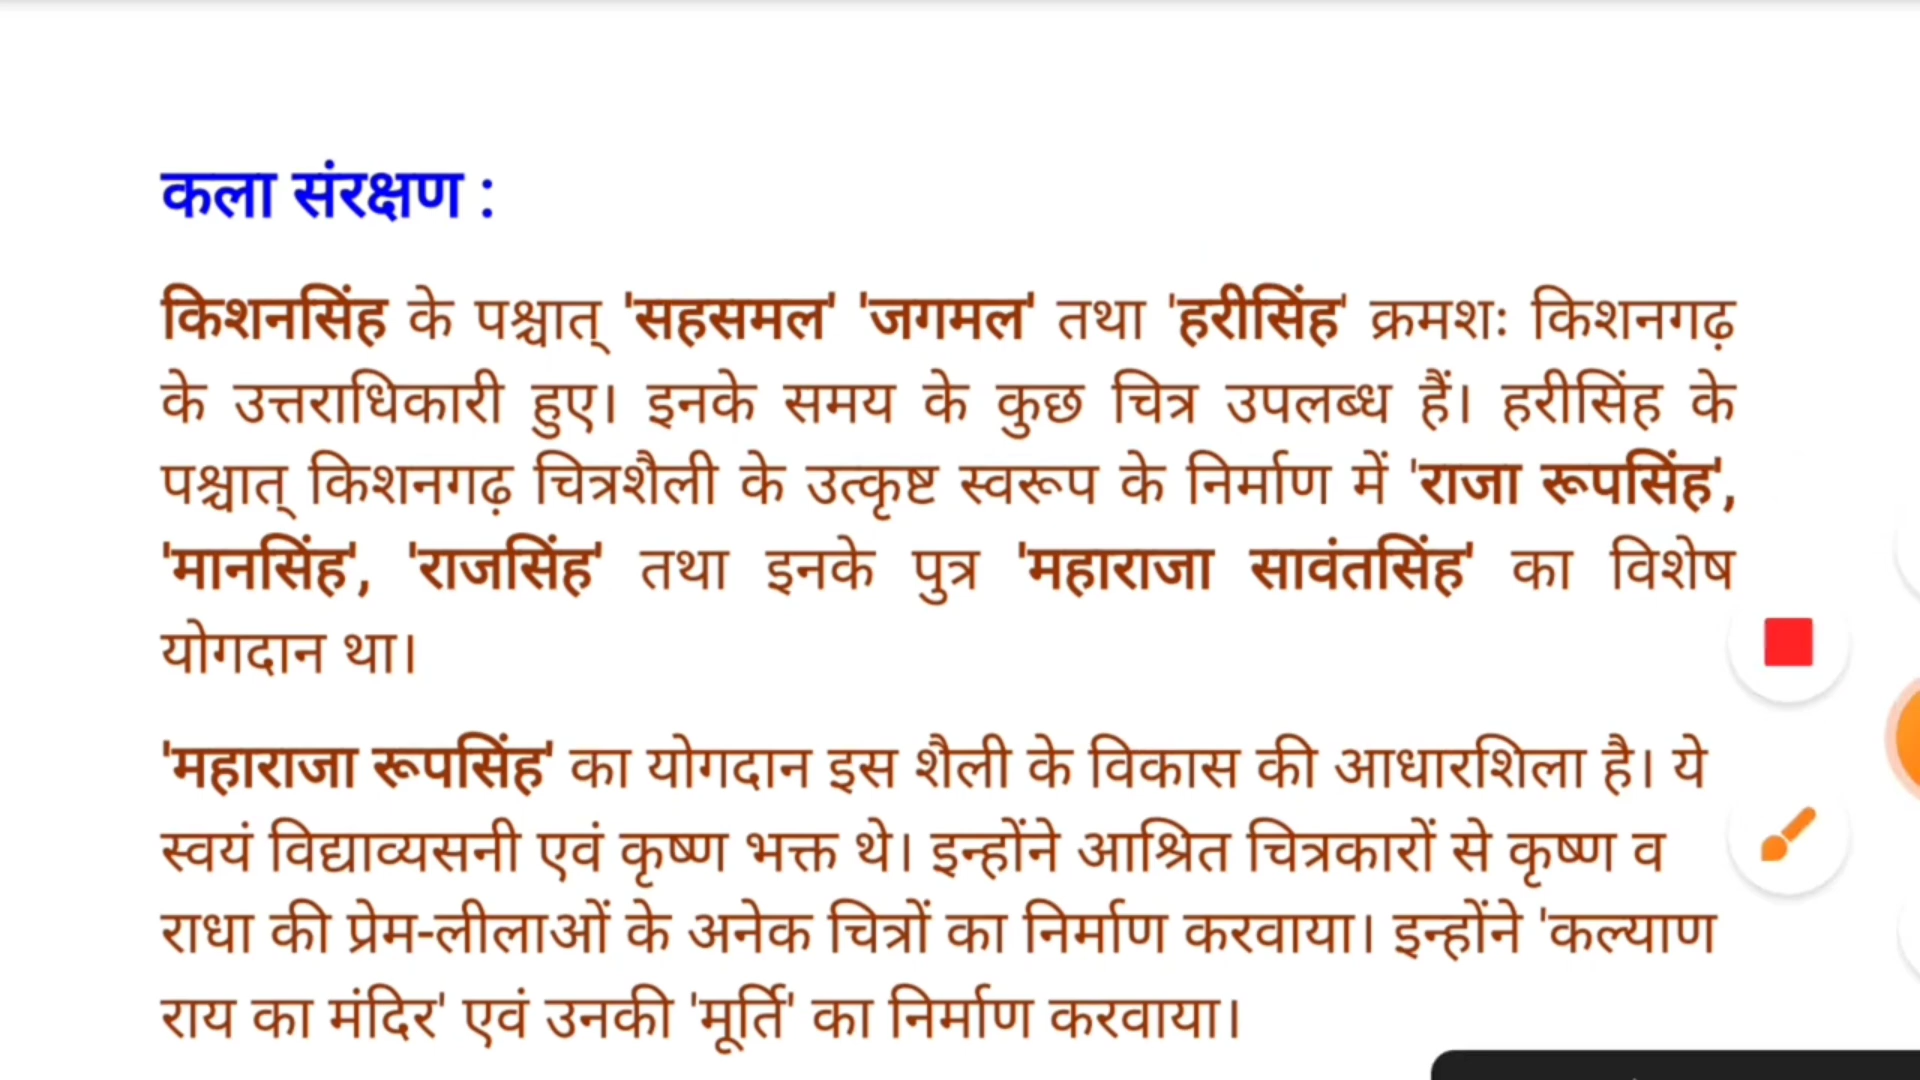 कला संरक्षण :
किशनसिंह के पश्चात् 'सहसमल' 'जगमल' तथा 'हरीसिंह' क्रमशः किशनगढ़
के उत्तराधिकारी हुए। इनके समय के कुछ चित्र उपलब्ध हैं। हरीसिंह के
पश्चात् किशनगढ़ चित्रशैली के उत्कृष्ट स्वरूप के निर्माण में 'राजा रूपसिंह',
'मानसिंह', 'राजसिंह' तथा इनके पुत्र 'महाराजा सावंतसिंह' का विशेष
योगदान था।
'महाराजा रूपसिंह' का योगदान इस शैली के विकास की आधारशिला है। ये
स्वयं विद्याव्यसनी एवं कृष्ण भक्त थे। इन्होंने आश्रित चित्रकारों से कृष्ण व
राधा की प्रेम-लीलाओं के अनेक चित्रों का निर्माण करवाया। इन्होंने 'कल्याण
राय का मंदिर' एवं उनकी 'मूर्ति' का निर्माण करवाया।